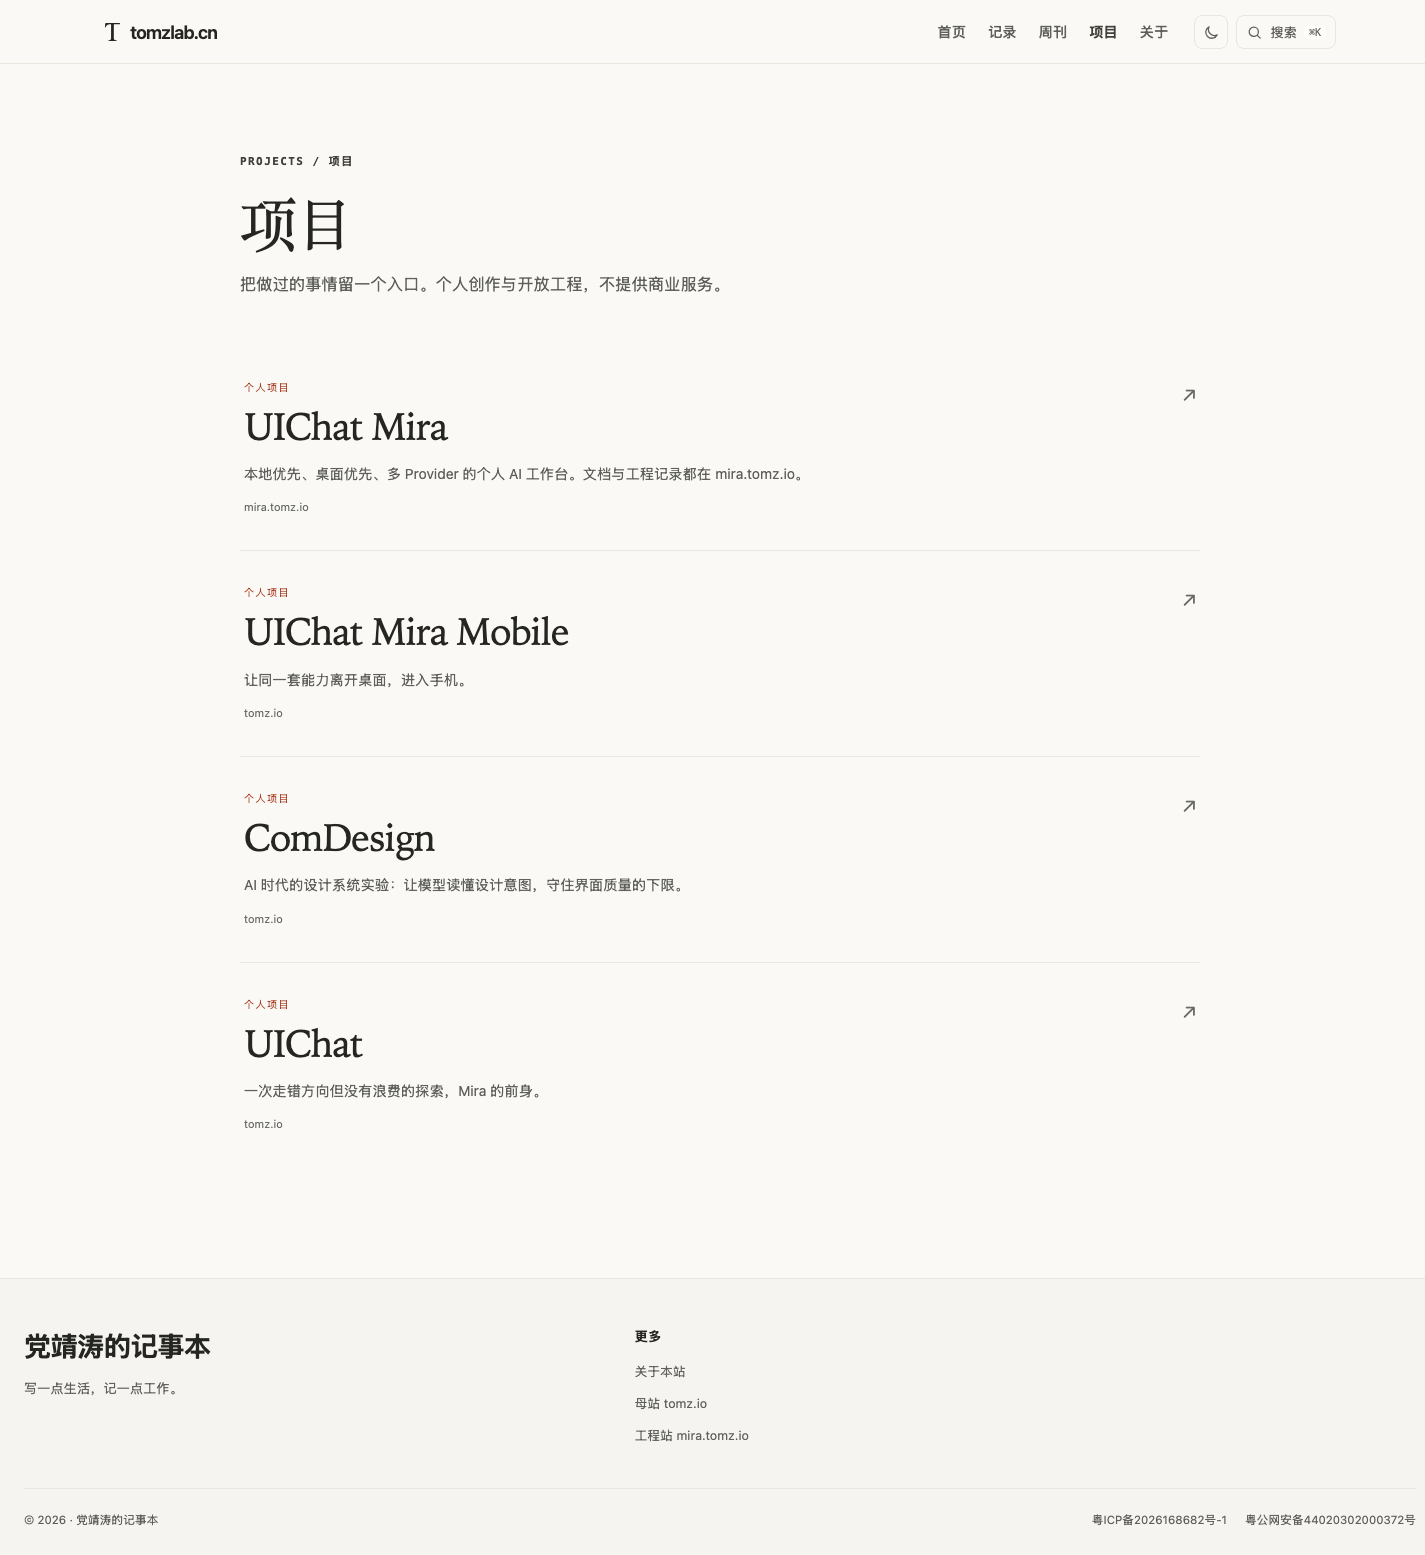 T tomzlab.cn
首页 记录 周刊 项目 关于 搜索 ⌘K
PROJECTS / 项目
项目
把做过的事情留一个入口。个人创作与开放工程，不提供商业服务。
个人项目
UIChat Mira
本地优先、桌面优先、多 Provider 的个人 AI 工作台。文档与工程记录都在 mira.tomz.io。
mira.tomz.io
个人项目
UIChat Mira Mobile
让同一套能力离开桌面，进入手机。
tomz.io
个人项目
ComDesign
AI 时代的设计系统实验：让模型读懂设计意图，守住界面质量的下限。
tomz.io
个人项目
UIChat
一次走错方向但没有浪费的探索，Mira 的前身。
tomz.io
党靖涛的记事本
写一点生活，记一点工作。
更多
关于本站
母站 tomz.io
工程站 mira.tomz.io
© 2026 · 党靖涛的记事本
粤ICP备2026168682号-1 粤公网安备44020302000372号